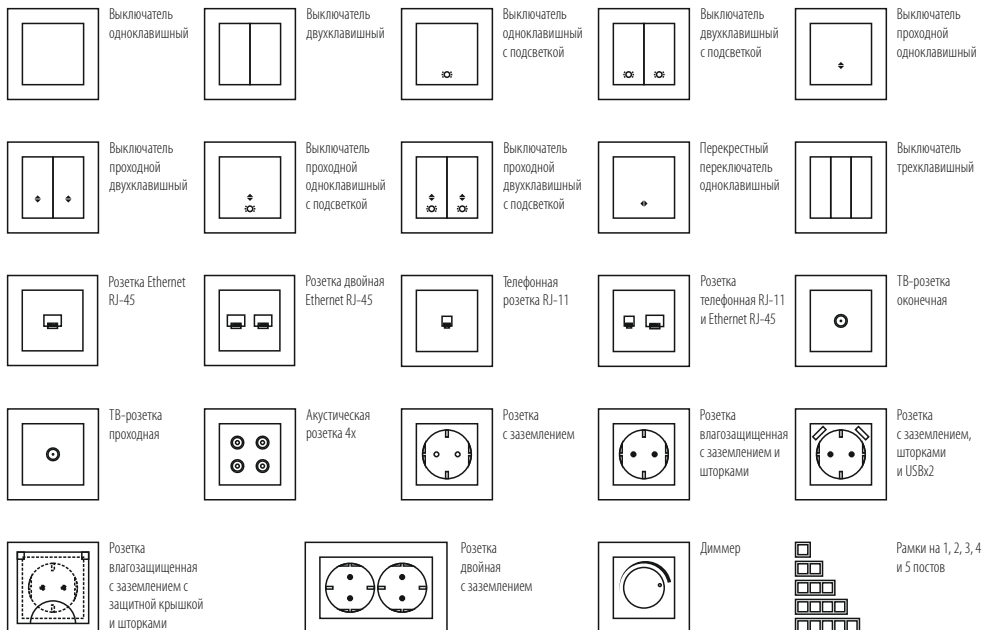 Выключатель
одноклавишный
Выключатель
двухклавишный
Выключатель
одноклавишный
с подсветкой
Выключатель
двухклавишный
с подсветкой
Выключатель
проходной
одноклавишный
Выключатель
проходной
двухклавишный
Выключатель
проходной
одноклавишный
с подсветкой
Выключатель
проходной
двухклавишный
с подсветкой
Перекрестный
переключатель
одноклавишный
Выключатель
трехклавишный
Розетка Ethernet
RJ-45
Розетка двойная
Ethernet RJ-45
Телефонная
розетка RJ-11
Розетка
телефонная RJ-11
и Ethernet RJ-45
ТВ-розетка
оконечная
ТВ-розетка
проходная
Акустическая
розетка 4x
Розетка
с заземлением
Розетка
влагозащищенная
с заземлением и
шторками
Розетка
с заземлением,
шторками
и USBx2
Розетка
влагозащищенная
с заземлением с
защитной крышкой
и шторками
Розетка
двойная
с заземлением
Диммер
Рамки на 1, 2, 3, 4
и 5 постов